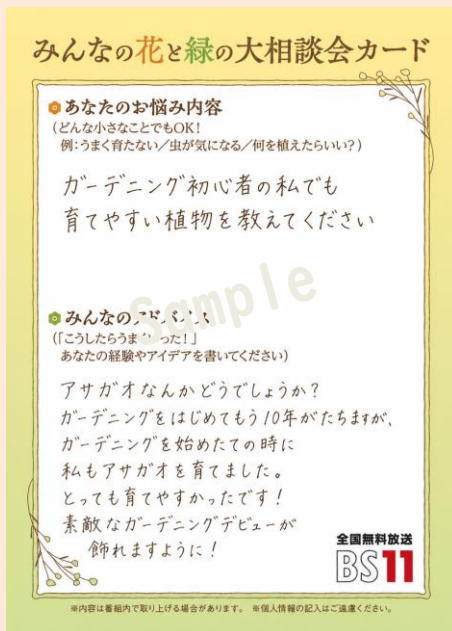 みんなの花と緑の大相談会カード
あなたのお悩み内容
(どんな小さなことでもOK!
例:うまく育たない/虫が気になる/何を植えたらいい?)
ガーデニング初心者の私でも
育てやすい植物を教えてください
Sample
みんなのアドバイス
(「こうしたらうまくいった!」
あなたの経験やアイデアを書いてください)
アサガオなんかどうでしょうか?
ガーデニングをはじめてもう10年がたちますが、
ガーデニングを始めたての時に
私もアサガオを育てました。
とっても育てやすかったです!
素敵なガーデニングデビューが
飾れますように!
全国無料放送
BS11
※内容は番組内で取り上げる場合があります。 ※個人情報の記入はご遠慮ください。